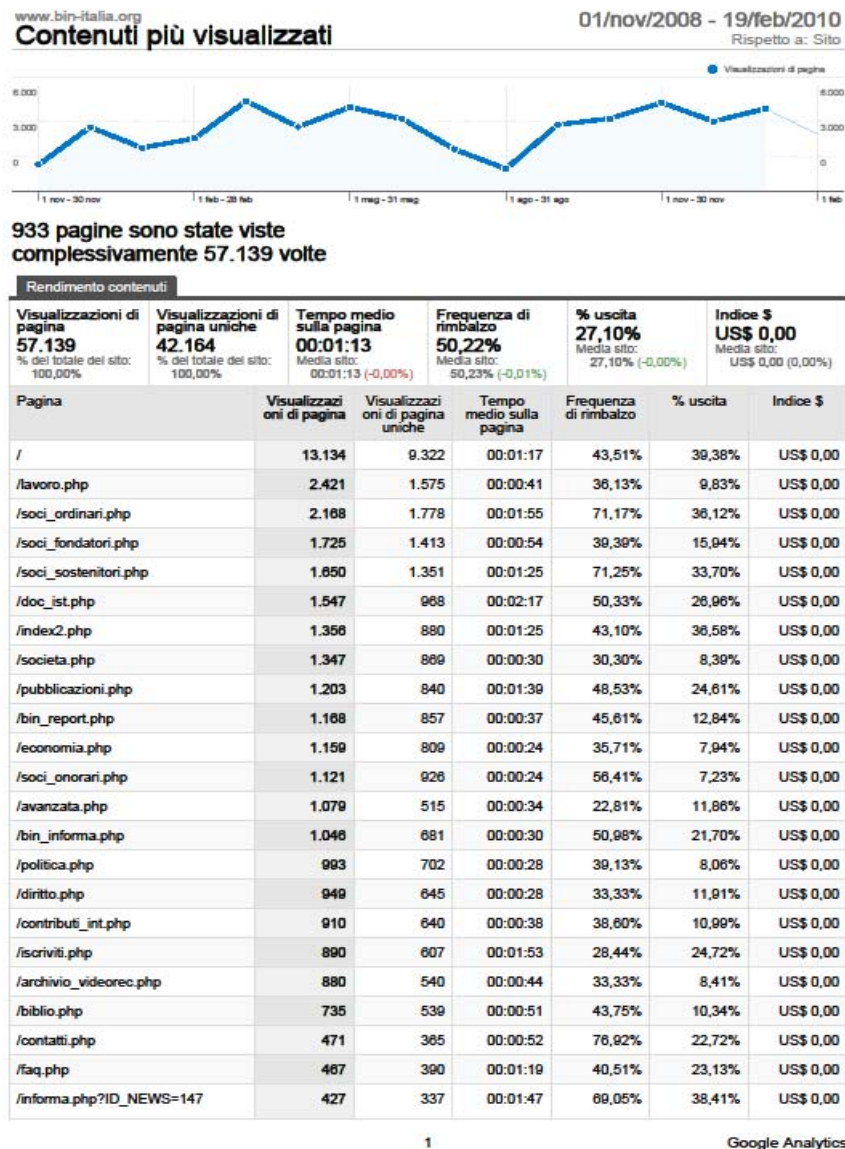 www.bin-italia.org
Contenuti più visualizzati
01/nov/2008 - 19/feb/2010
Rispetto a: Sito
Visualizzazioni di pagina
6.000 6.000
3.000 3.000
0 0
1 nov - 30 nov 1 feb - 28 feb 1 mag - 31 mag 1 ago - 31 ago 1 nov - 30 nov 1 feb
933 pagine sono state viste
complessivamente 57.139 volte
Rendimento contenuti
Visualizzazioni di pagina
57.139
% del totale del sito:
100,00%
Visualizzazioni di pagina uniche
42.164
% del totale del sito:
100,00%
Tempo medio sulla pagina
00:01:13
Media sito:
00:01:13 (-0,00%)
Frequenza di rimbalzo
50,22%
Media sito:
50,23% (-0,01%)
% uscita
27,10%
Media sito:
27,10% (-0,00%)
Indice $
US$ 0,00
Media sito:
US$ 0,00 (0,00%)
Pagina Visualizzazi oni di pagina Visualizzazi oni di pagina uniche Tempo medio sulla pagina Frequenza di rimbalzo % uscita Indice $
/ 13.134 9.322 00:01:17 43,51% 39,38% US$ 0,00
/lavoro.php 2.421 1.575 00:00:41 36,13% 9,83% US$ 0,00
/soci_ordinari.php 2.168 1.778 00:01:55 71,17% 36,12% US$ 0,00
/soci_fondatori.php 1.725 1.413 00:00:54 39,39% 15,94% US$ 0,00
/soci_sostenitori.php 1.650 1.351 00:01:25 71,25% 33,70% US$ 0,00
/doc_ist.php 1.547 968 00:02:17 50,33% 26,96% US$ 0,00
/index2.php 1.356 880 00:01:25 43,10% 36,58% US$ 0,00
/societa.php 1.347 869 00:00:30 30,30% 8,39% US$ 0,00
/pubblicazioni.php 1.203 840 00:01:39 48,53% 24,61% US$ 0,00
/bin_report.php 1.168 857 00:00:37 45,61% 12,84% US$ 0,00
/economia.php 1.159 809 00:00:24 35,71% 7,94% US$ 0,00
/soci_onorari.php 1.121 926 00:00:24 56,41% 7,23% US$ 0,00
/avanzata.php 1.079 515 00:00:34 22,81% 11,86% US$ 0,00
/bin_informa.php 1.046 681 00:00:30 50,98% 21,70% US$ 0,00
/politica.php 993 702 00:00:28 39,13% 8,06% US$ 0,00
/diritto.php 949 645 00:00:28 33,33% 11,91% US$ 0,00
/contributi_int.php 910 640 00:00:38 38,60% 10,99% US$ 0,00
/iscriviti.php 890 607 00:01:53 28,44% 24,72% US$ 0,00
/archivio_videorec.php 880 540 00:00:44 33,33% 8,41% US$ 0,00
/biblio.php 735 539 00:00:51 43,75% 10,34% US$ 0,00
/contatti.php 471 365 00:00:52 76,92% 22,72% US$ 0,00
/faq.php 467 390 00:01:19 40,51% 23,13% US$ 0,00
/informa.php?ID_NEWS=147 427 337 00:01:47 69,05% 38,41% US$ 0,00
1
Google Analytics